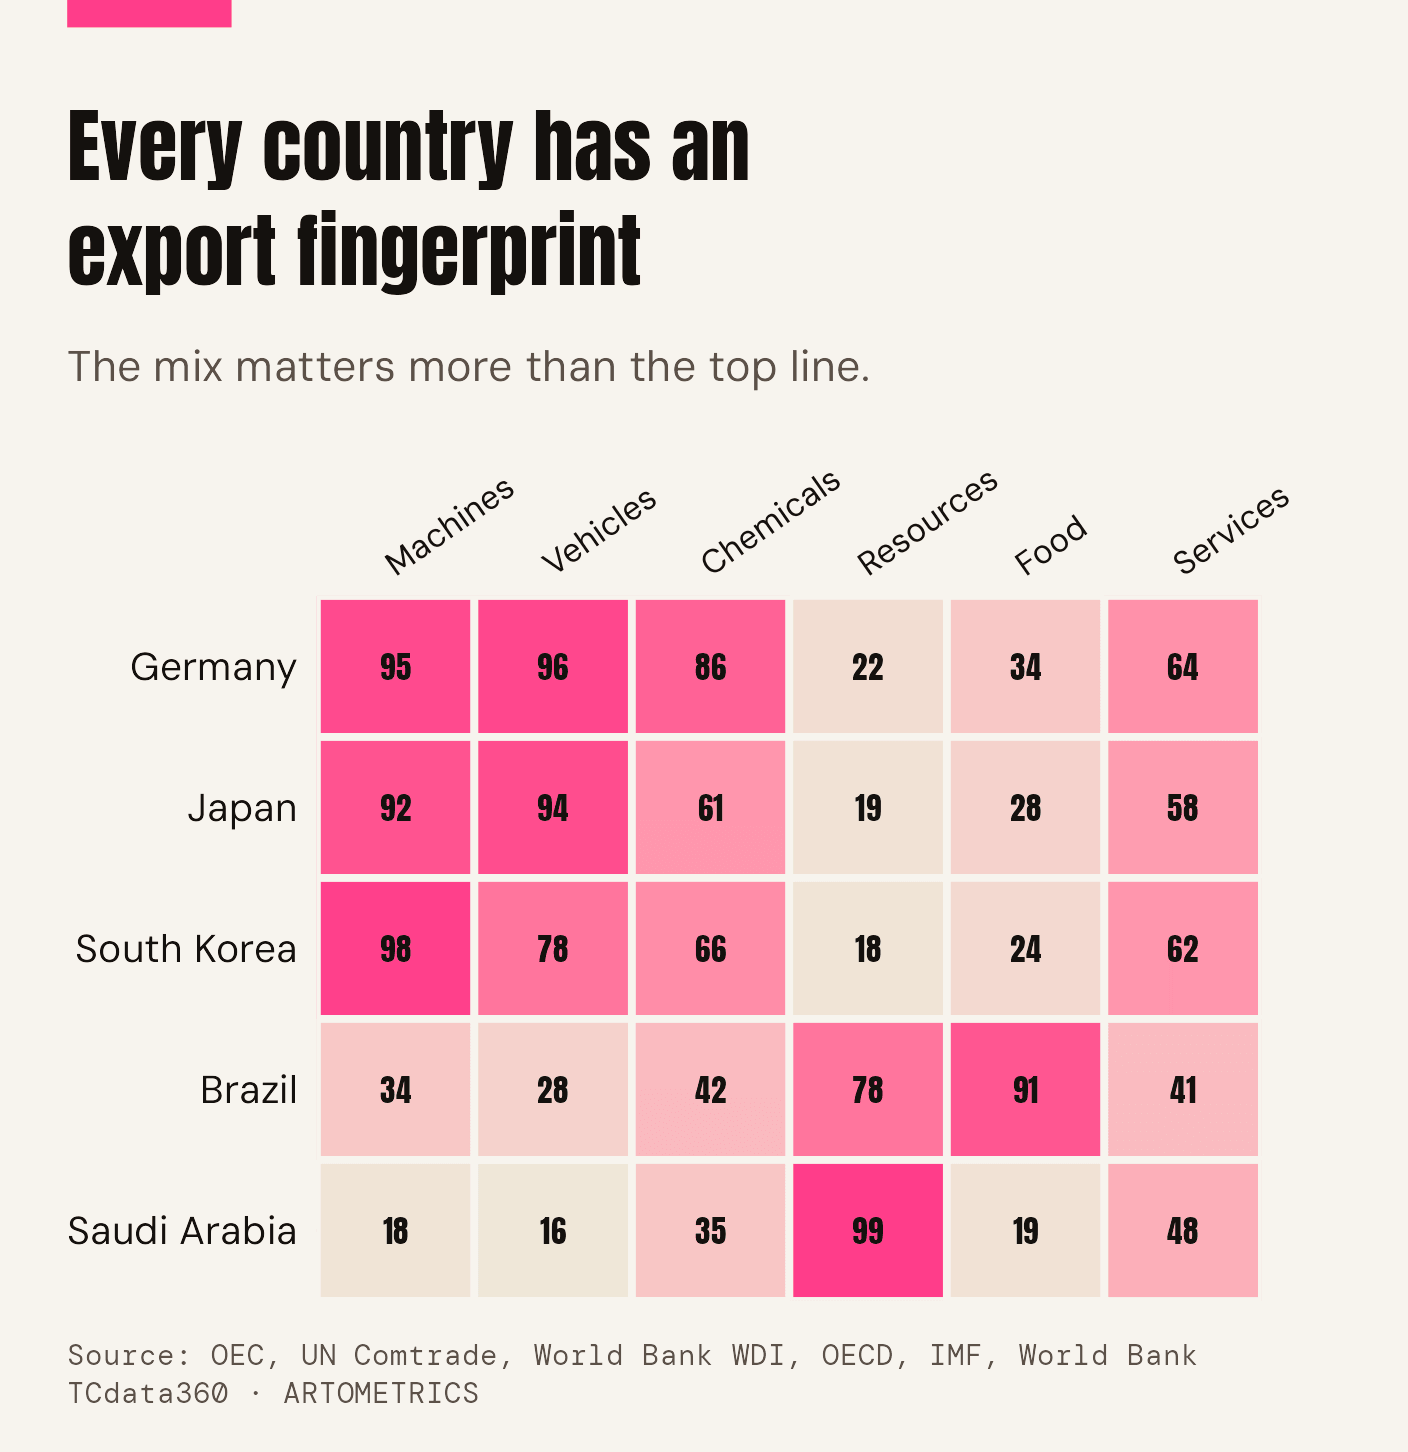 Every country has an
export fingerprint
The mix matters more than the top line.
Machines Vehicles Chemicals Resources Food Services
Germany 95 96 86 22 34 64
Japan 92 94 61 19 28 58
South Korea 98 78 66 18 24 62
Brazil 34 28 42 78 91 41
Saudi Arabia 18 16 35 99 19 48
Source: OEC, UN Comtrade, World Bank WDI, OECD, IMF, World Bank
TCdata360 · ARTOMETRICS